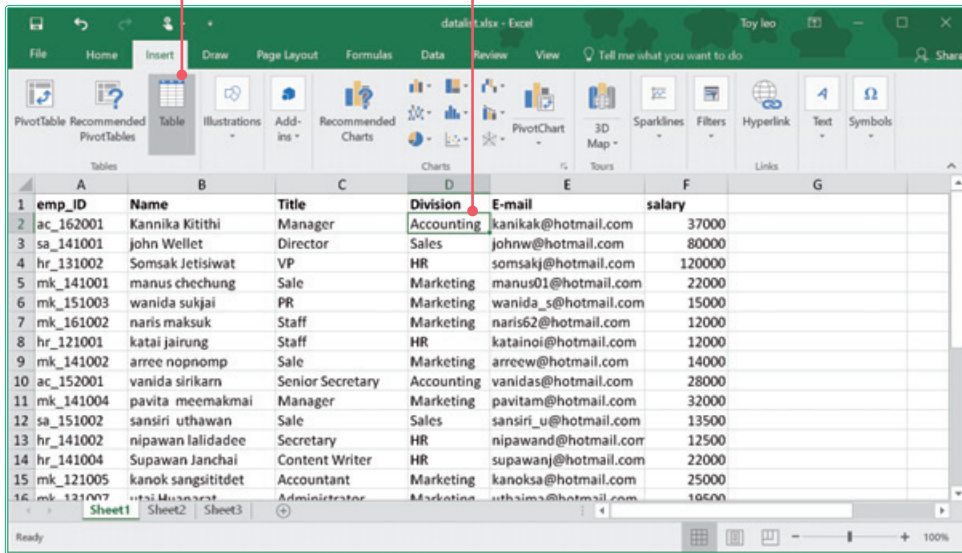 datalist.xlsx - Excel
Toy leo
File Home Insert Draw Page Layout Formulas Data Review View Tell me what you want to do Share
PivotTable Recommended PivotTables Table Illustrations Add-ins Recommended Charts PivotChart 3D Map Sparklines Filters Hyperlink Text Symbols
Tables Charts Tours Links
A B C D E F G
1 emp_ID Name Title Division E-mail salary
2 ac_162001 Kannika Kitithi Manager Accounting kanikak@hotmail.com 37000
3 sa_141001 john Wellet Director Sales johnw@hotmail.com 80000
4 hr_131002 Somsak Jetisiwat VP HR somsakj@hotmail.com 120000
5 mk_141001 manus chechung Sale Marketing manus01@hotmail.com 22000
6 mk_151003 wanida sukjai PR Marketing wanida_s@hotmail.com 15000
7 mk_161002 naris maksuk Staff Marketing naris62@hotmail.com 12000
8 hr_121001 katai jairung Staff HR katainoi@hotmail.com 12000
9 mk_141002 arree nopnomp Sale Marketing arreew@hotmail.com 14000
10 ac_152001 vanida sirikarn Senior Secretary Accounting vanidas@hotmail.com 28000
11 mk_141004 pavita meemakmai Manager Marketing pavitam@hotmail.com 32000
12 sa_151002 sansiri uthawan Sale Sales sansiri_u@hotmail.com 13500
13 hr_141002 nipawan lalidadee Secretary HR nipawand@hotmail.com 12500
14 hr_141004 Supawan Janchai Content Writer HR supawanj@hotmail.com 22000
15 mk_121005 kanok sangsititdet Accountant Marketing kanoksa@hotmail.com 25000
16 mk_131007 utai Huanarat Administrator Marketing uthaima@hotmail.com 19500
Sheet1 Sheet2 Sheet3
Ready 100%